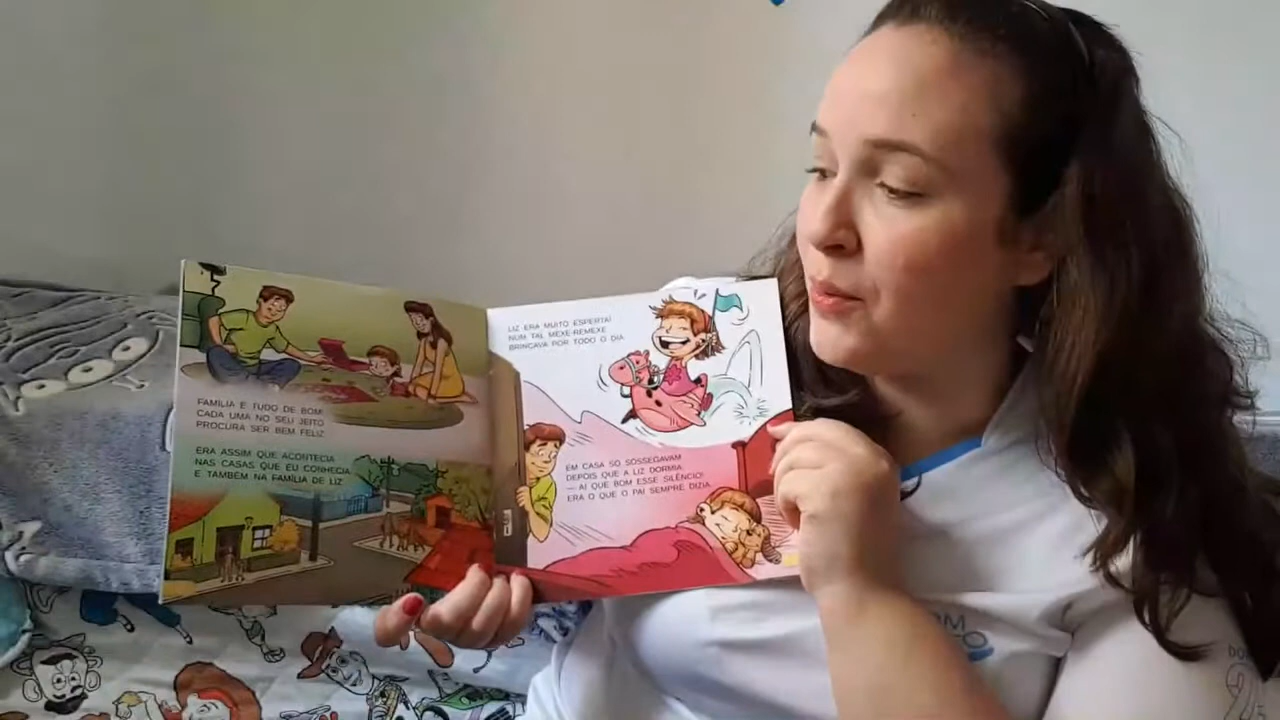 FAMÍLIA É TUDO DE BOM!
CADA UMA NO SEU JEITO
PROCURA SER BEM FELIZ.
ERA ASSIM QUE ACONTECIA
NAS CASAS QUE EU CONHECIA
E TAMBÉM NA FAMÍLIA DE LIZ.
LIZ ERA MUITO ESPERTA!
NUM TAL MEXE-REMEXE
BRINCAVA POR TODO O DIA.
EM CASA SÓ SOSSEGAVAM
DEPOIS QUE A LIZ DORMIA.
— AI QUE BOM ESSE SILÊNCIO!
ERA O QUE O PAI SEMPRE DIZIA.